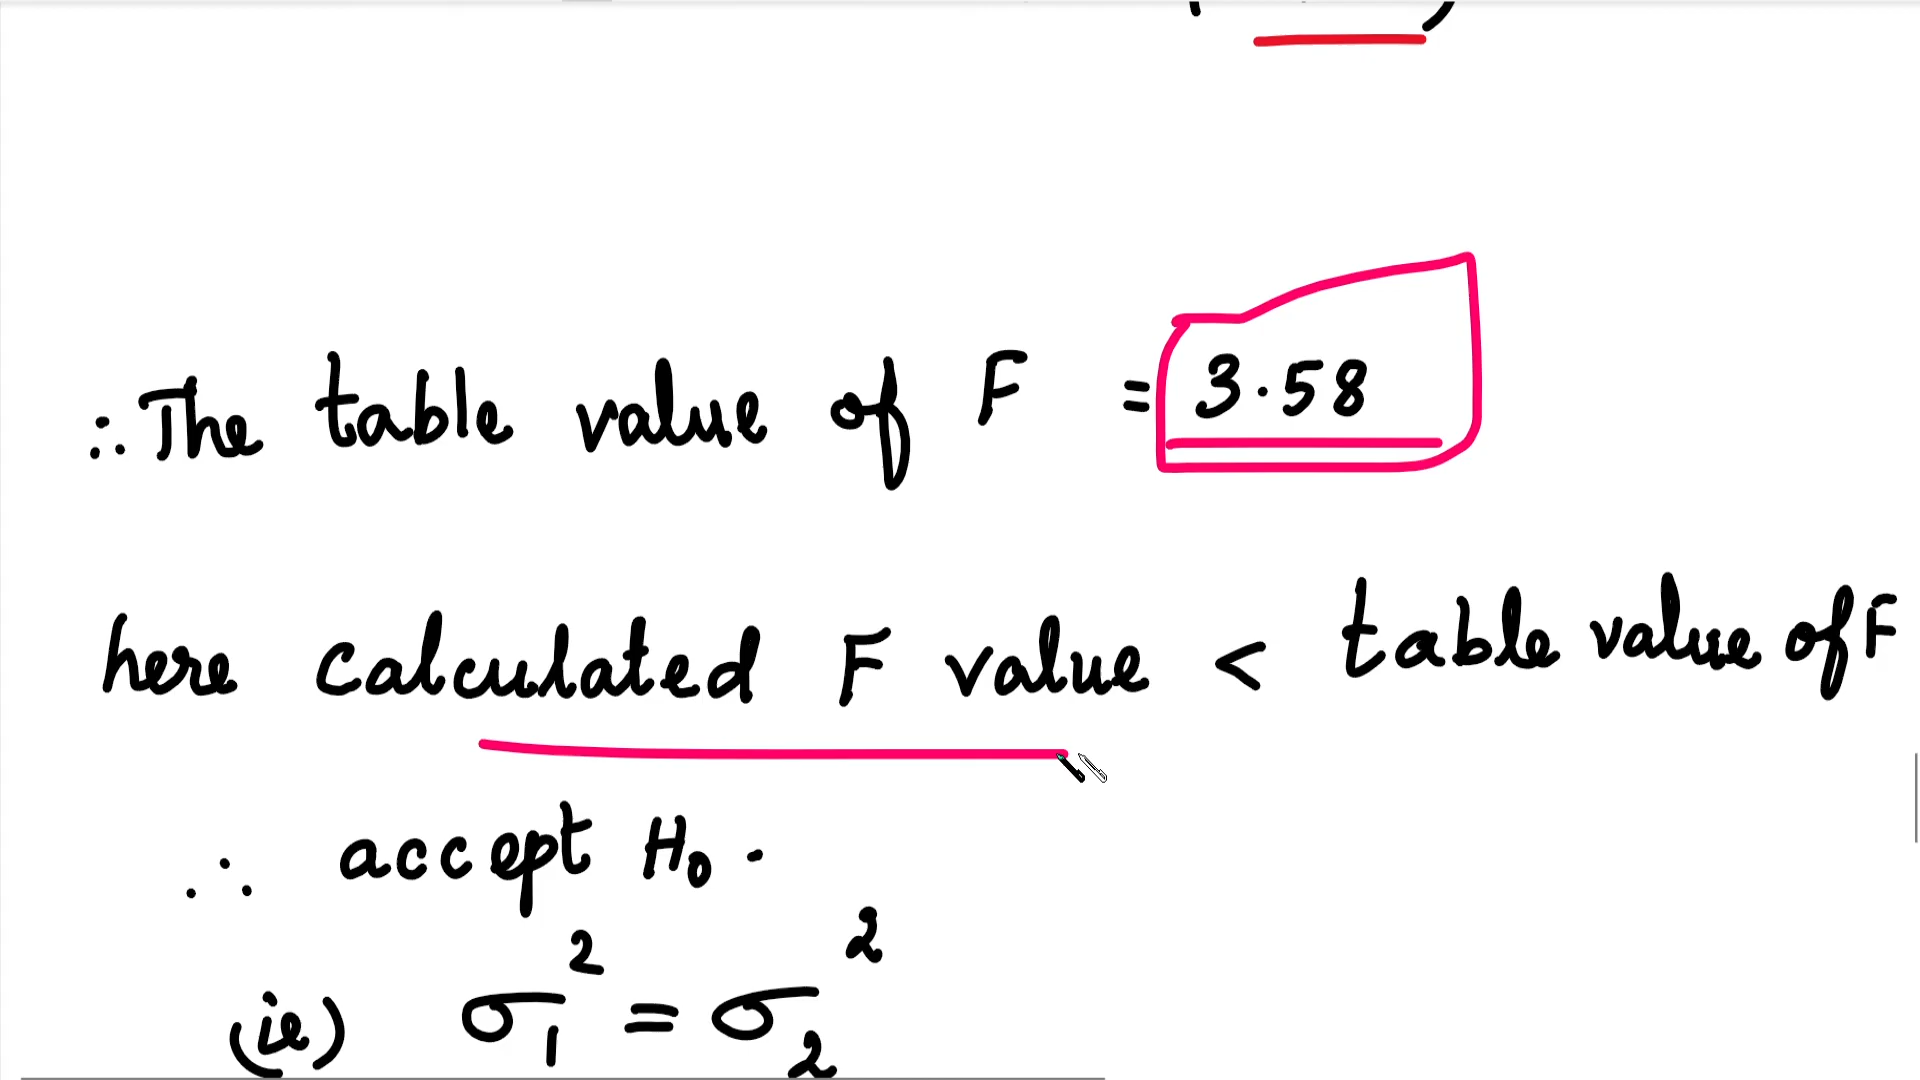 ∴ The table value of F = 3.58
here calculated F value < table value of F
∴ accept H₀.
(ie) σ₁² = σ₂²